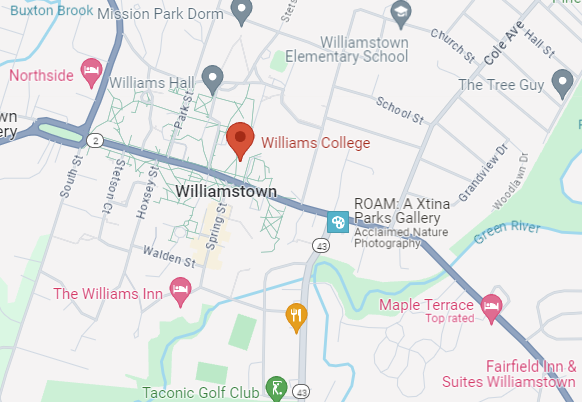 Buxton Brook
Mission Park Dorm
Stets
Williamstown
Elementary School
Church St
Cole Ave
Hall St
Northside
Williams Hall
The Tree Guy
Park St
School St
own
ery
2
Williams College
South St
Stetson Ct
Hoxsey St
Williamstown
Grandview Dr
Woodlawn Dr
Spring St
ROAM: A Xtina
Parks Gallery
Acclaimed Nature
Photography
Green River
43
Walden St
The Williams Inn
Maple Terrace
Top rated
Fairfield Inn &
Suites Williamstown
Taconic Golf Club
43